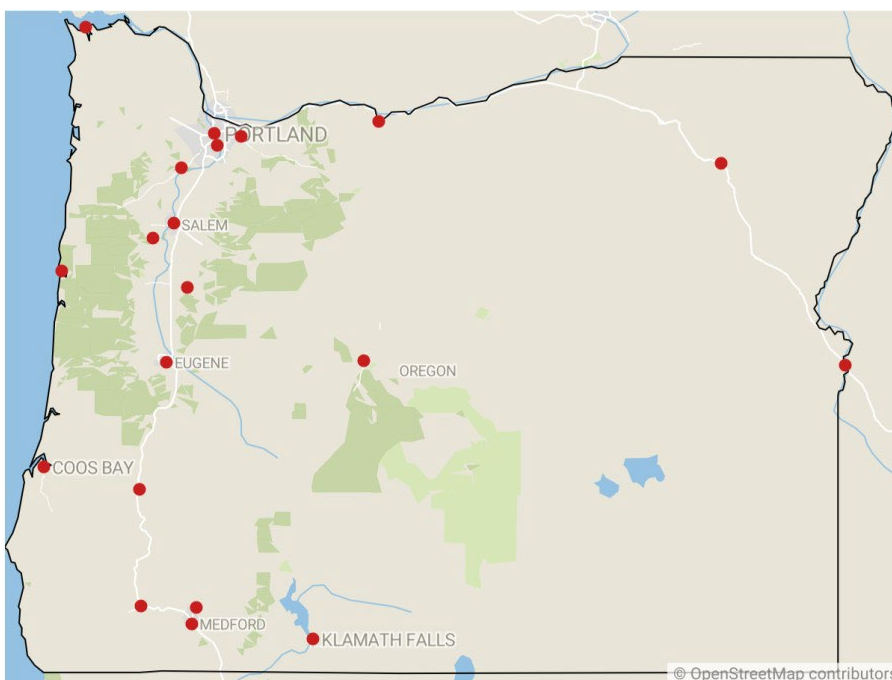 PORTLAND
SALEM
EUGENE
OREGON
COOS BAY
MEDFORD
KLAMATH FALLS
© OpenStreetMap contributors